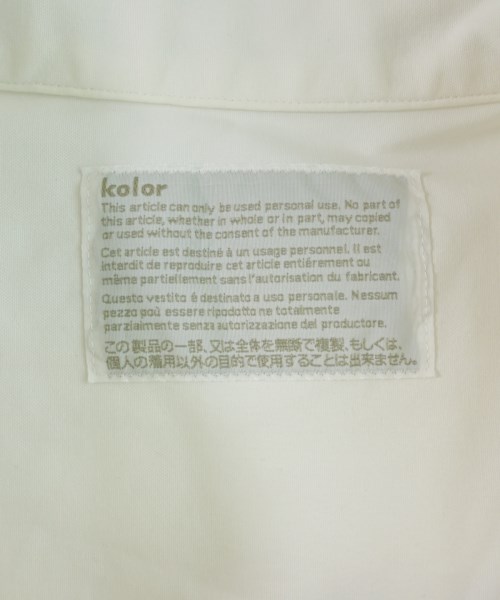 kolor
This article can only be used personal use. No part of
this article, whether in whole or in part, may copied
or used without the consent of the manufacturer.
Cet article est destiné à un usage personnel. Il est
interdit de reproduire cet article entiérement ou
même partiellement sans l'autorisation du fabricant.
Questo vestito é destinato a uso personale. Nessum
pezzo poü essere ripodotto ne totalmente
parzialmente senza autorizzazione del productore.
この製品の一部、又は全体を無断で複製、もしくは、
個人の着用以外の目的で使用することは出来ません。